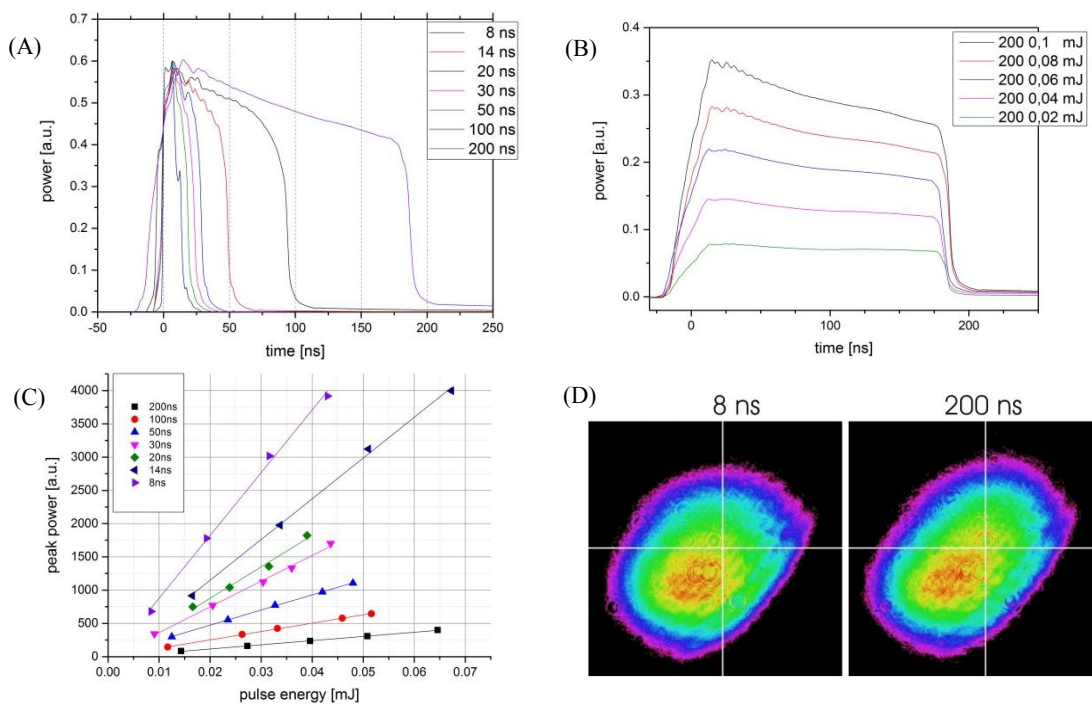 (A)
0.7
0.6
0.5
0.4
0.3
0.2
0.1
0.0
power [a.u.]
-50
0
50
100
150
200
250
time [ns]
8 ns
14 ns
20 ns
30 ns
50 ns
100 ns
200 ns
(B)
0.4
0.3
0.2
0.1
0.0
power [a.u.]
0
100
200
time [ns]
200 0,1 mJ
200 0,08 mJ
200 0,06 mJ
200 0,04 mJ
200 0,02 mJ
(C)
4000
3500
3000
2500
2000
1750
1500
1000
500
0
peak power [a.u.]
0.00
0.01
0.02
0.03
0.04
0.05
0.06
0.07
pulse energy [mJ]
200ns
100ns
50ns
30ns
20ns
14ns
8ns
(D)
8 ns
200 ns